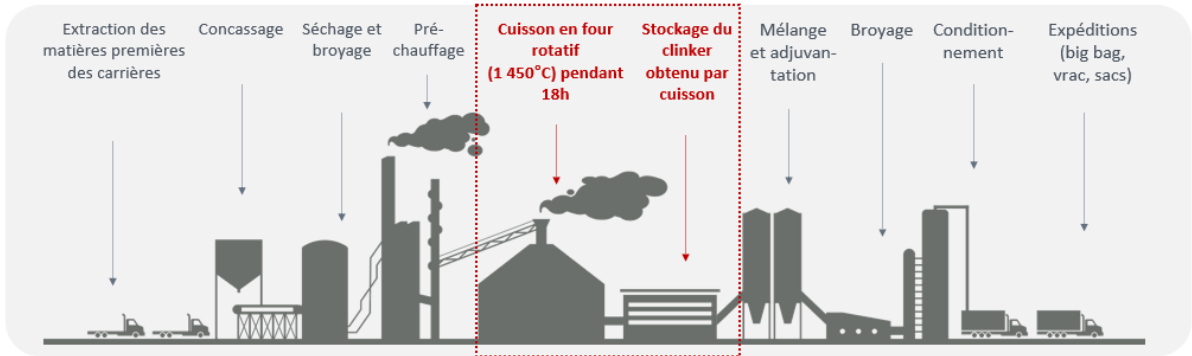 Extraction des
matières premières
des carrières
Concassage
Séchage et
broyage
Pré-
chauffage
Cuisson en four
rotatif
(1 450°C) pendant
18h
Stockage du
clinker
obtenu par
cuisson
Mélange
et adjuvan-
tation
Broyage
Condition-
nement
Expéditions
(big bag,
vrac, sacs)